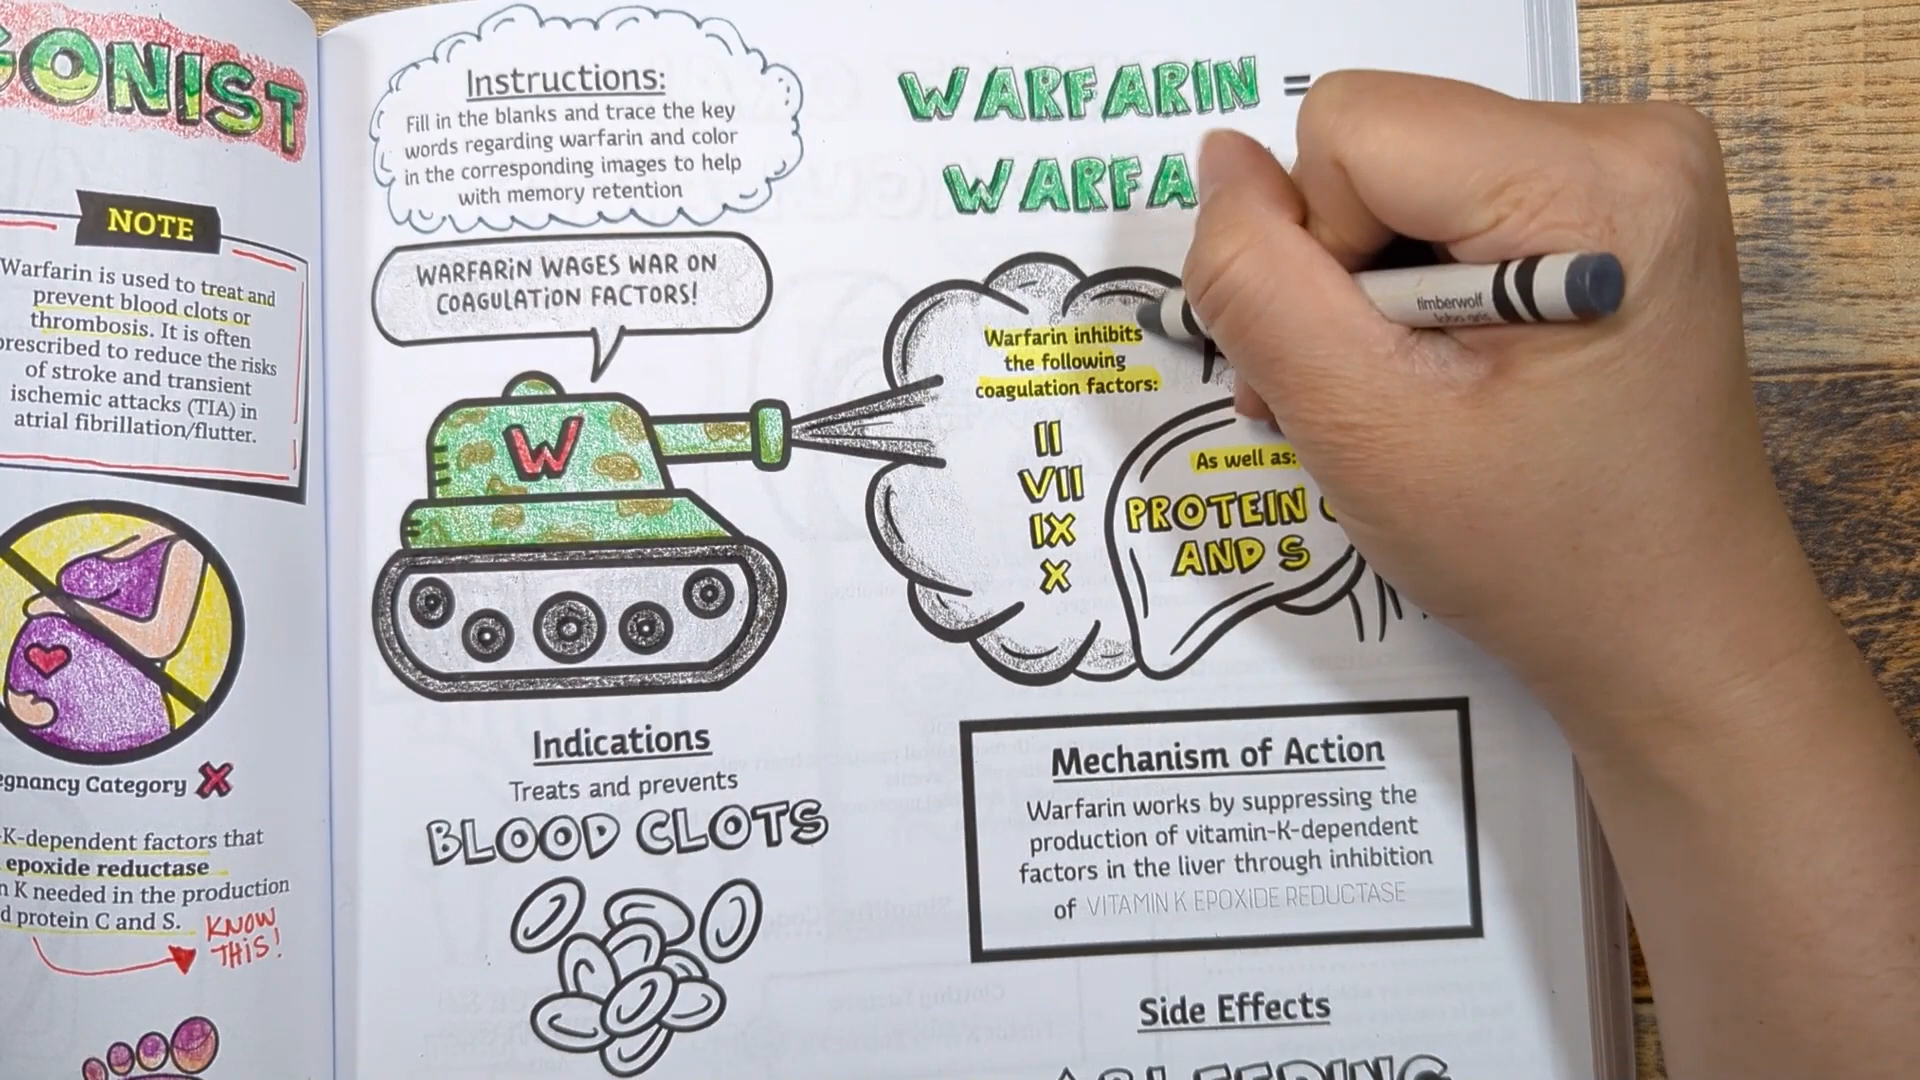 GONIST
NOTE
Warfarin is used to treat and
prevent blood clots or
thrombosis. It is often
prescribed to reduce the risks
of stroke and transient
ischemic attacks (TIA) in
atrial fibrillation/flutter.
Category X
K-dependent factors that
epoxide reductase
K needed in the production
protein C and S.
KNOW
THIS!
Instructions:
Fill in the blanks and trace the key
words regarding warfarin and color
in the corresponding images to help
with memory retention
WARFARIN WAGES WAR ON
COAGULATION FACTORS!
W
Indications
Treats and prevents
BLOOD CLOTS
WARFARIN =
WARFA
Warfarin inhibits
the following
coagulation factors:
II
VII
IX
X
As well as:
PROTEIN
AND S
timberwolf
Mechanism of Action
Warfarin works by suppressing the
production of vitamin-K-dependent
factors in the liver through inhibition
of VITAMIN K EPOXIDE REDUCTASE
Side Effects
BLEEDING